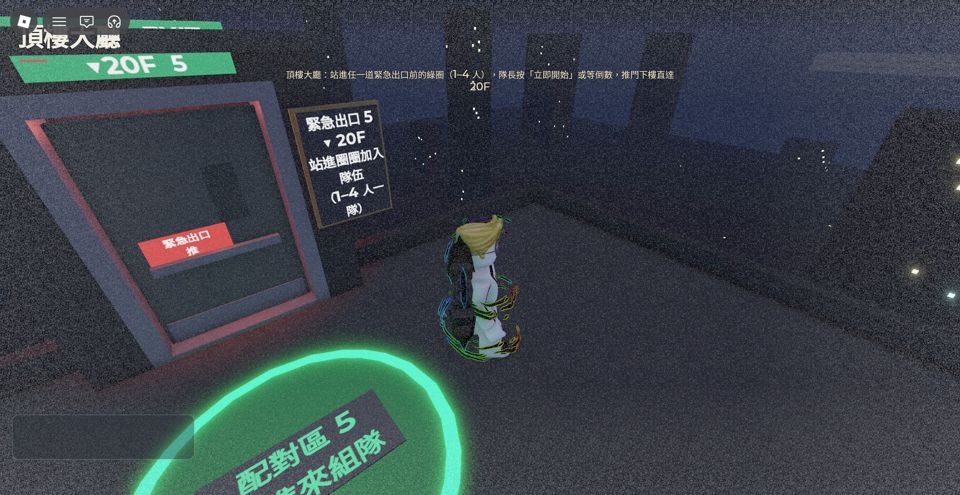 頂樓大廳
▼20F 5
頂樓大廳：站進任一道緊急出口前的綠圈（1–4 人），隊長按「立即開始」或等倒數，推門下樓直達
20F
緊急出口 5
▼ 20F
站進圈圈加入
隊伍
（1–4 人一
隊）
緊急出口
推
配對區 5
進來組隊